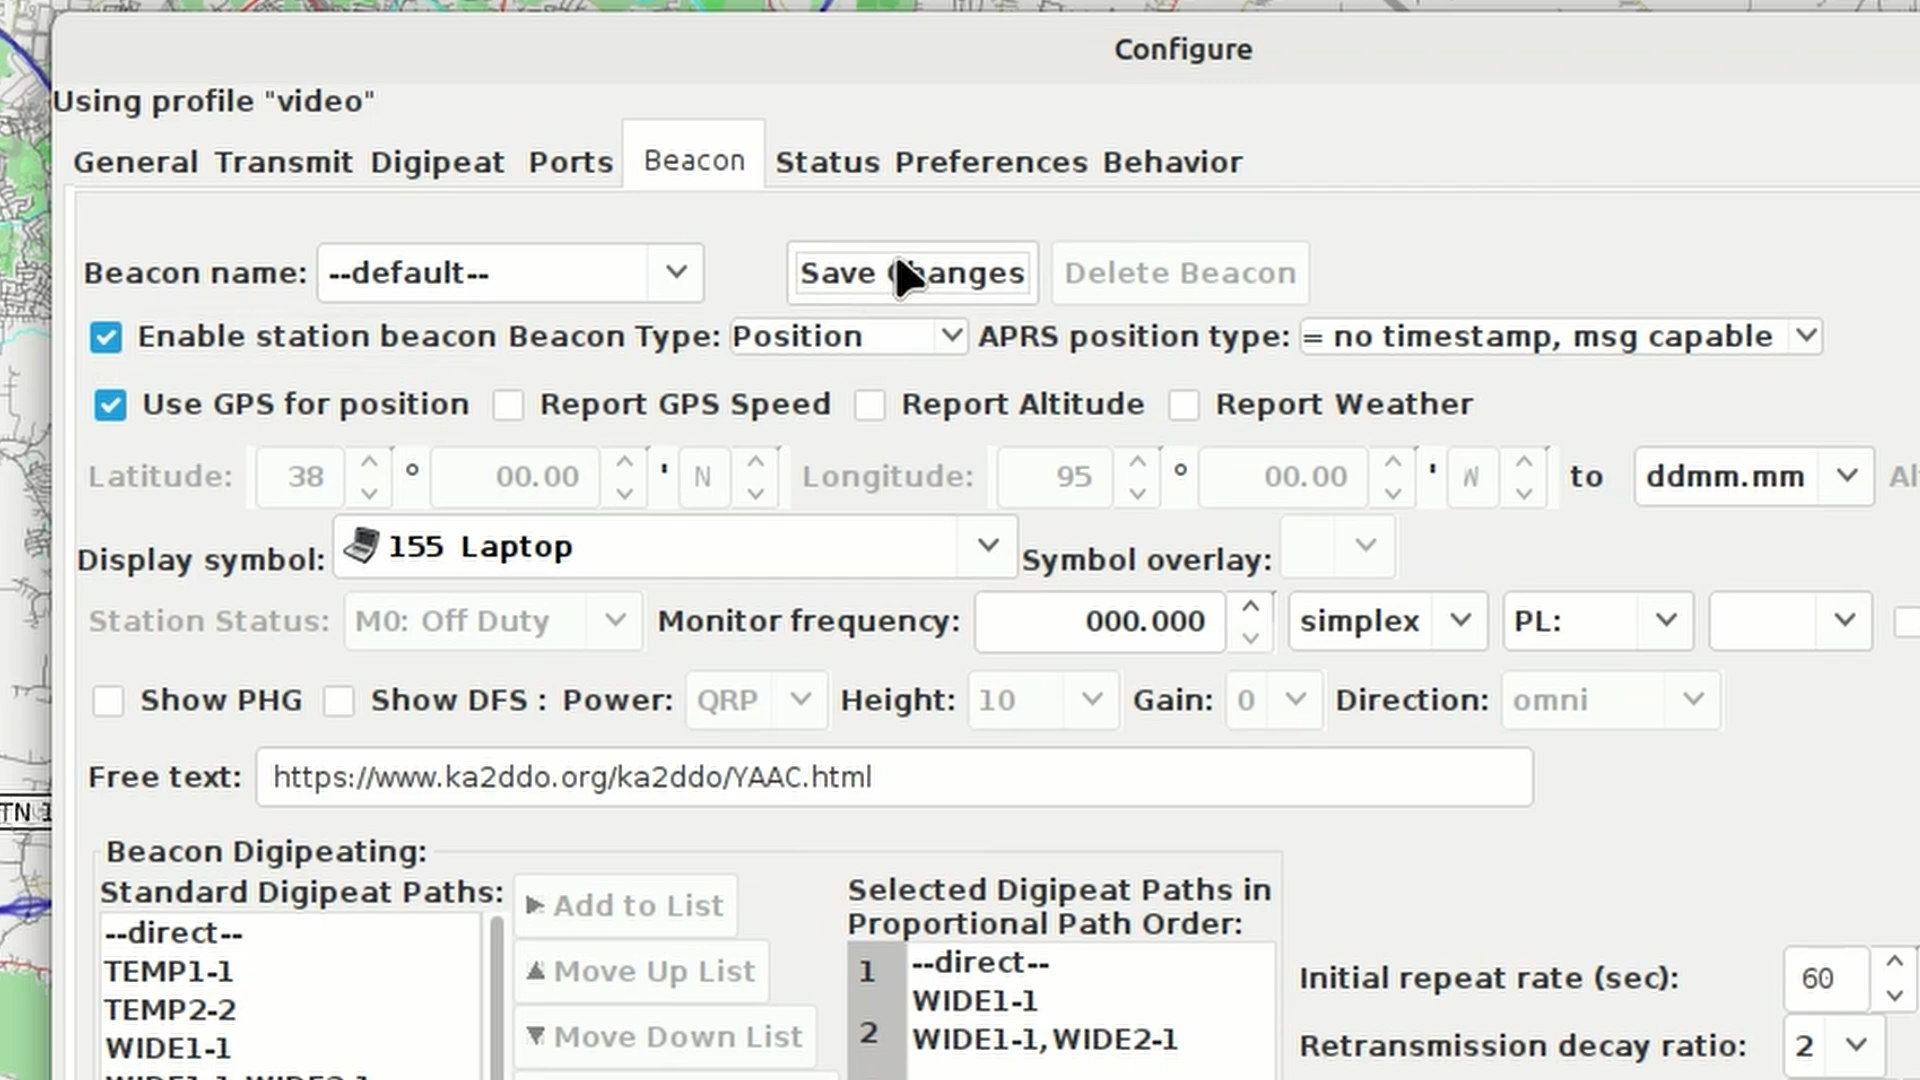 Configure
Using profile "video"
General Transmit Digipeat Ports Beacon Status Preferences Behavior
Beacon name: --default-- Save Changes Delete Beacon
Enable station beacon Beacon Type: Position APRS position type: = no timestamp, msg capable
Use GPS for position Report GPS Speed Report Altitude Report Weather
Latitude: 38 ° 00.00 ' N Longitude: 95 ° 00.00 ' W to ddmm.mm
Display symbol: 155 Laptop Symbol overlay:
Station Status: M0: Off Duty Monitor frequency: 000.000 simplex PL:
Show PHG Show DFS : Power: QRP Height: 10 Gain: 0 Direction: omni
Free text: https://www.ka2ddo.org/ka2ddo/YAAC.html
Beacon Digipeating:
Standard Digipeat Paths:
--direct--
TEMP1-1
TEMP2-2
WIDE1-1
Add to List
Move Up List
Move Down List
Selected Digipeat Paths in
Proportional Path Order:
1 --direct--
WIDE1-1
2 WIDE1-1,WIDE2-1
Initial repeat rate (sec): 60
Retransmission decay ratio: 2